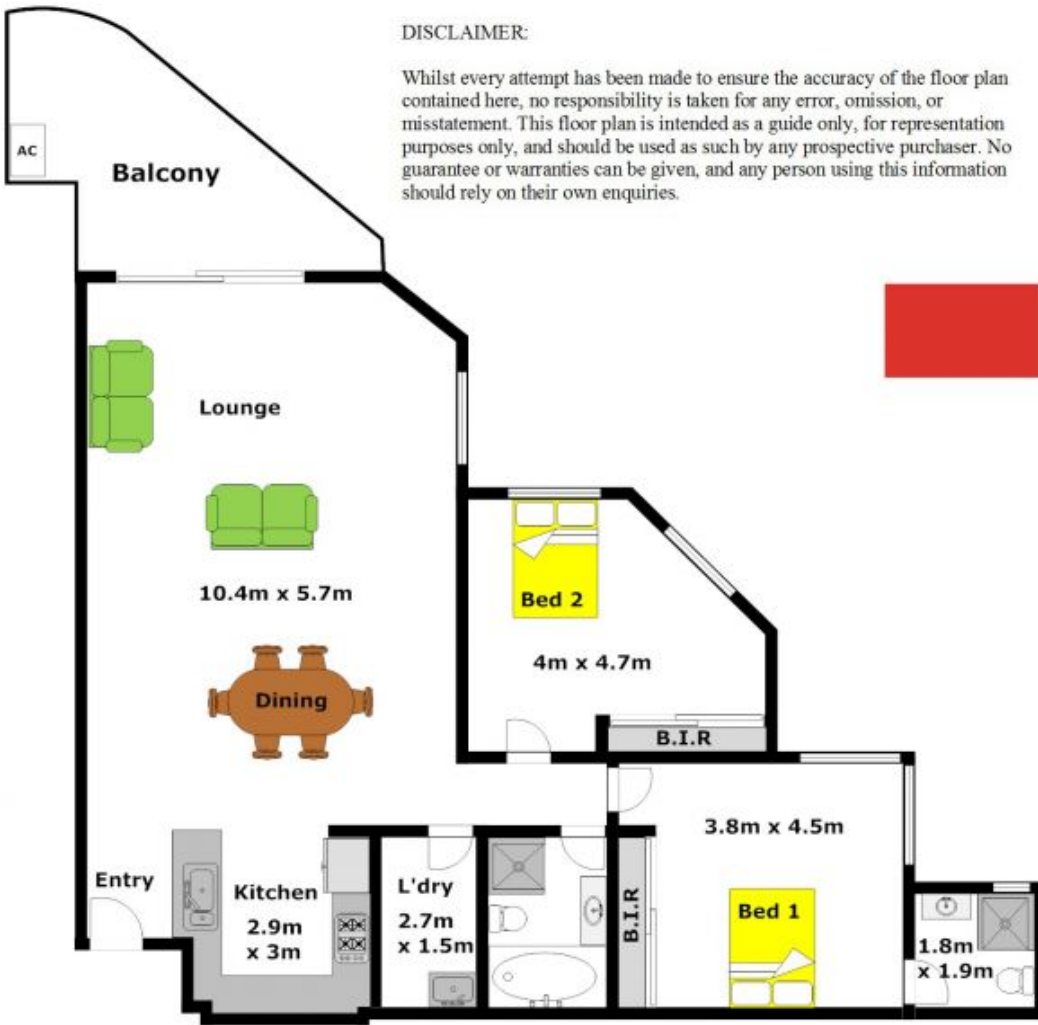 DISCLAIMER:
Whilst every attempt has been made to ensure the accuracy of the floor plan
contained here, no responsibility is taken for any error, omission, or
misstatement. This floor plan is intended as a guide only, for representation
purposes only, and should be used as such by any prospective purchaser. No
guarantee or warranties can be given, and any person using this information
should rely on their own enquiries.
AC
Balcony
Lounge
10.4m x 5.7m
Dining
Bed 2
4m x 4.7m
B.I.R
3.8m x 4.5m
Entry
Kitchen
2.9m
x 3m
L'dry
2.7m
x 1.5m
B.I.R
Bed 1
1.8m
x 1.9m